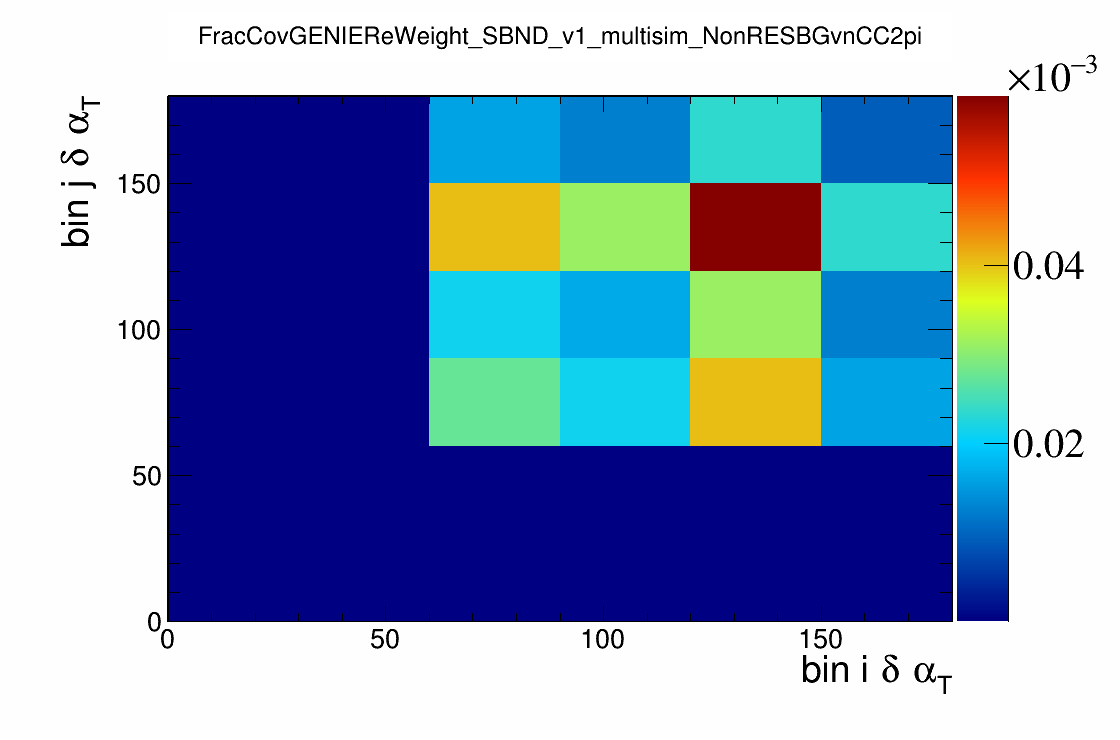 FracCovGENIEReWeight_SBND_v1_multisim_NonRESBGvnCC2pi
×10⁻³
bin j δ α_T
150
100
50
0
0.04
0.02
0 50 100 150
bin i δ α_T